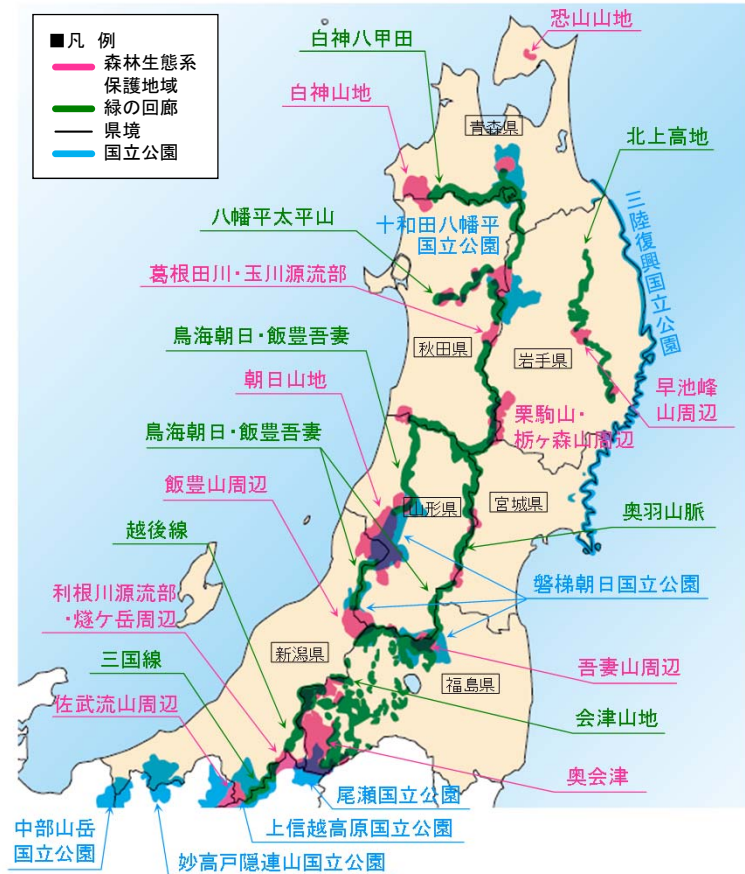 ■凡 例
森林生態系
保護地域
緑の回廊
県境
国立公園
恐山山地
白神八甲田
白神山地
青森県
北上高地
八幡平太平山
十和田八幡平
国立公園
三陸復興国立公園
葛根田川・玉川源流部
鳥海朝日・飯豊吾妻
秋田県
岩手県
朝日山地
早池峰
山周辺
栗駒山・
栃ヶ森山周辺
鳥海朝日・飯豊吾妻
飯豊山周辺
山形県
宮城県
奥羽山脈
越後線
磐梯朝日国立公園
利根川源流部
・燧ケ岳周辺
新潟県
吾妻山周辺
三国線
福島県
佐武流山周辺
会津山地
奥会津
尾瀬国立公園
中部山岳
国立公園
上信越高原国立公園
妙高戸隠連山国立公園